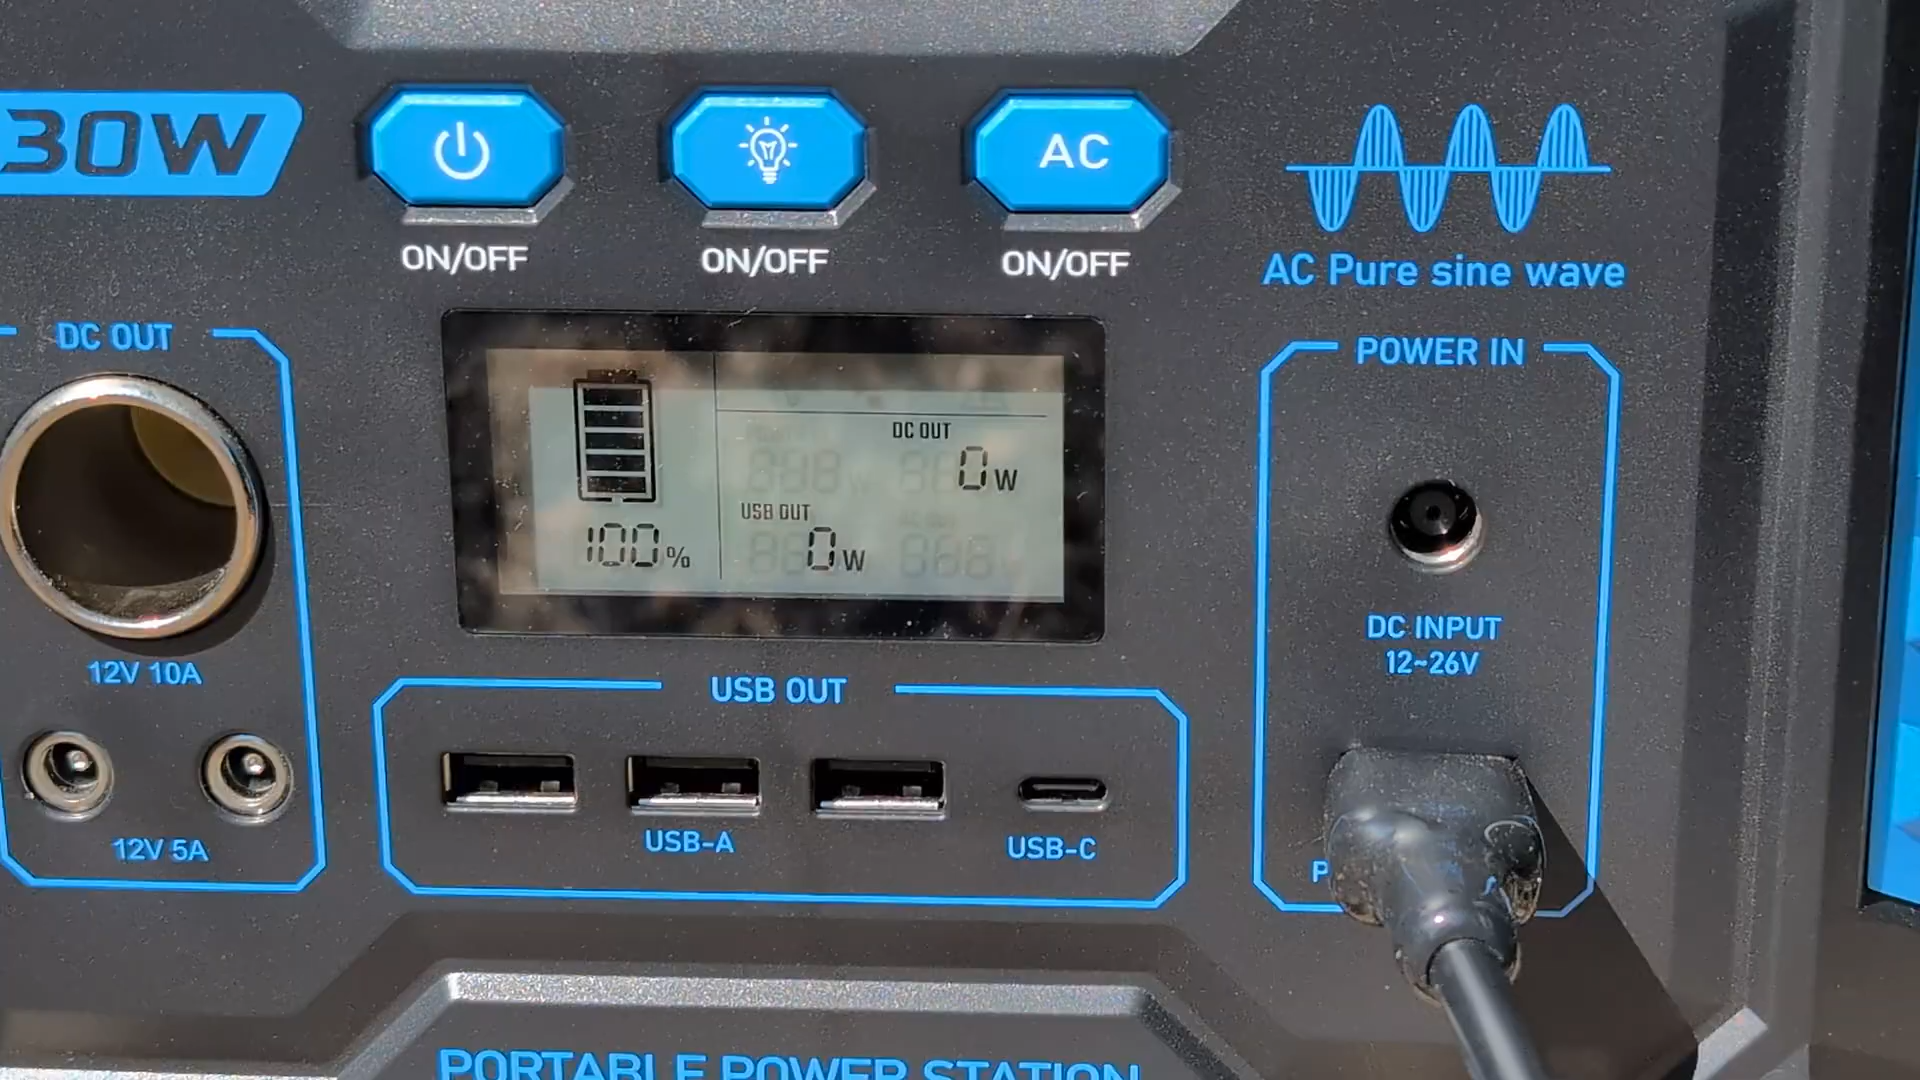 30W
AC
ON/OFF
ON/OFF
ON/OFF
AC Pure sine wave
DC OUT
POWER IN
DC OUT
0W
USB OUT
100%
0W
DC INPUT
12~26V
12V 10A
USB OUT
12V 5A
USB-A
USB-C
P
PORTABLE POWER STATION